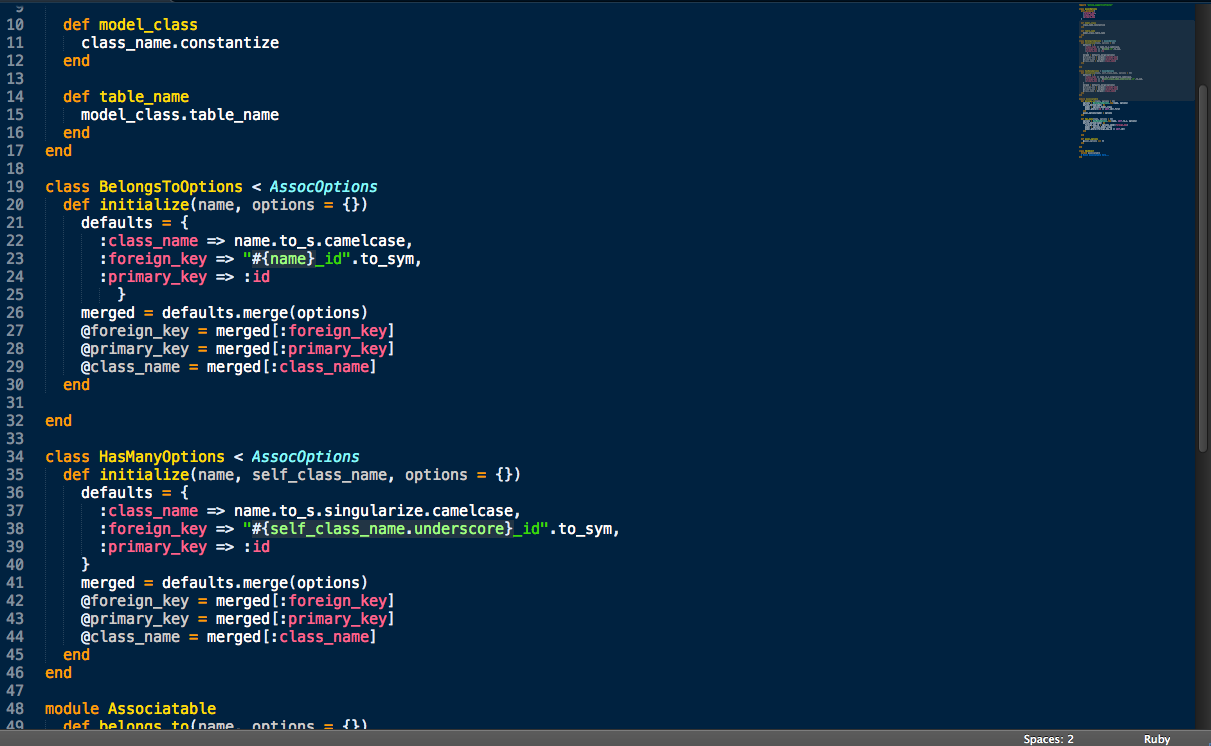 9
10 def model_class
11 class_name.constantize
12 end
13
14 def table_name
15 model_class.table_name
16 end
17 end
18
19 class BelongsToOptions < AssocOptions
20 def initialize(name, options = {})
21 defaults = {
22 :class_name => name.to_s.camelcase,
23 :foreign_key => "#{name}_id".to_sym,
24 :primary_key => :id
25 }
26 merged = defaults.merge(options)
27 @foreign_key = merged[:foreign_key]
28 @primary_key = merged[:primary_key]
29 @class_name = merged[:class_name]
30 end
31
32 end
33
34 class HasManyOptions < AssocOptions
35 def initialize(name, self_class_name, options = {})
36 defaults = {
37 :class_name => name.to_s.singularize.camelcase,
38 :foreign_key => "#{self_class_name.underscore}_id".to_sym,
39 :primary_key => :id
40 }
41 merged = defaults.merge(options)
42 @foreign_key = merged[:foreign_key]
43 @primary_key = merged[:primary_key]
44 @class_name = merged[:class_name]
45 end
46 end
47
48 module Associatable
49 def belongs_to(name, options = {})
Spaces: 2 Ruby